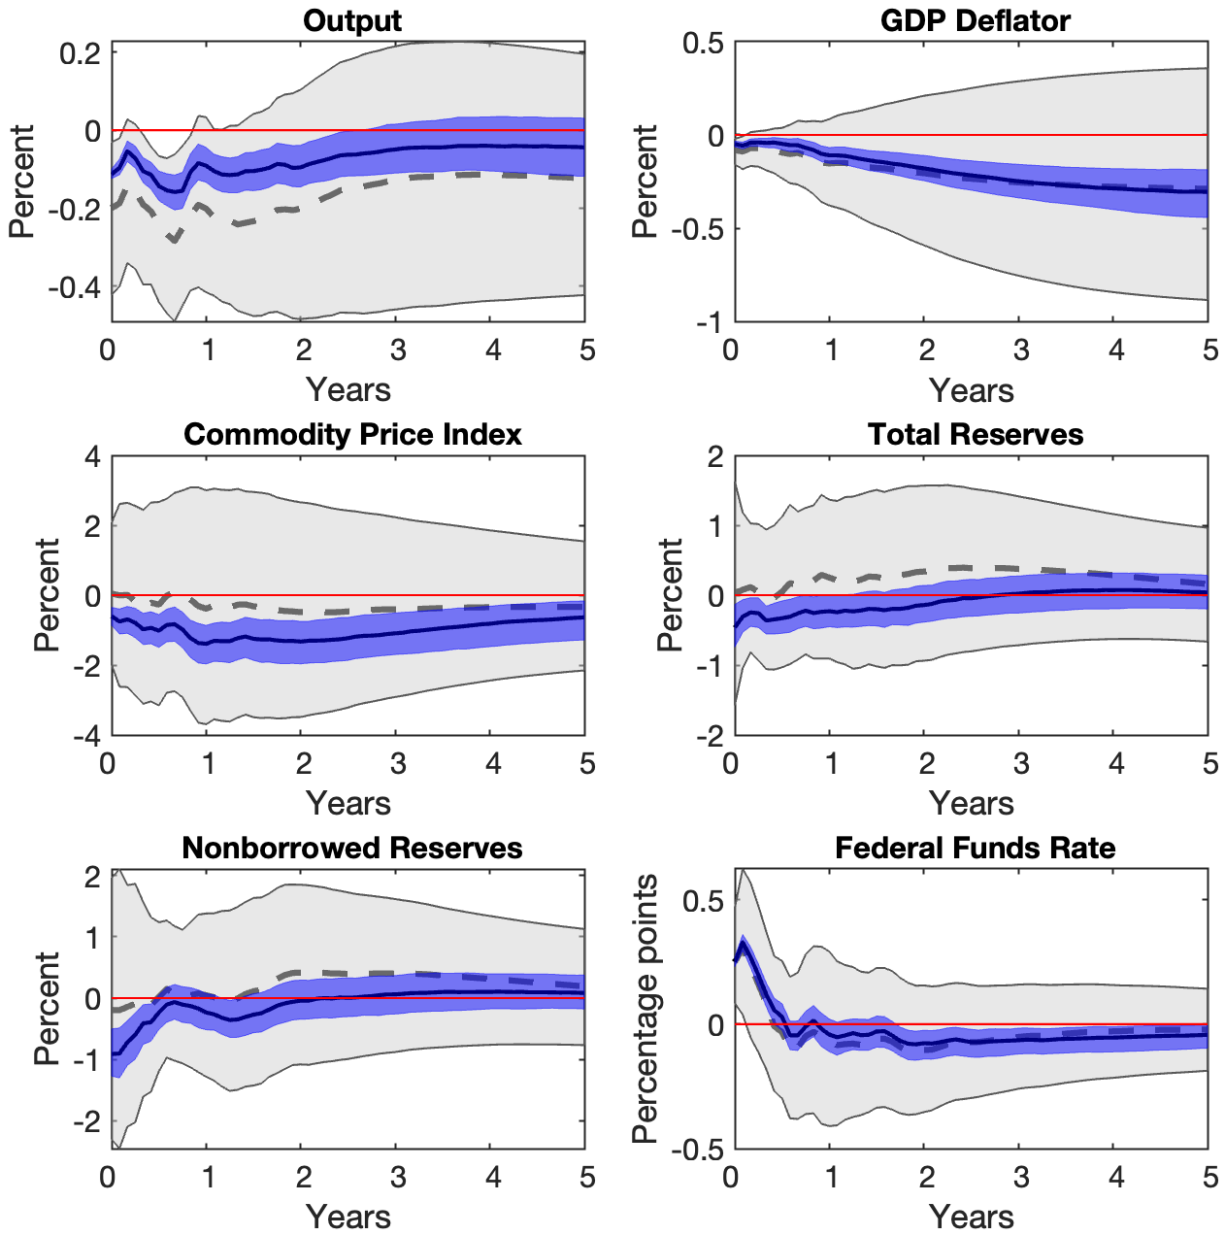 Output
Percent
0.2
0
-0.2
-0.4
0 1 2 3 4 5
Years
GDP Deflator
Percent
0.5
0
-0.5
-1
0 1 2 3 4 5
Years
Commodity Price Index
Percent
4
2
0
-2
-4
0 1 2 3 4 5
Years
Total Reserves
Percent
2
1
0
-1
-2
0 1 2 3 4 5
Years
Nonborrowed Reserves
Percent
2
1
0
-1
-2
0 1 2 3 4 5
Years
Federal Funds Rate
Percentage points
0.5
0
-0.5
0 1 2 3 4 5
Years